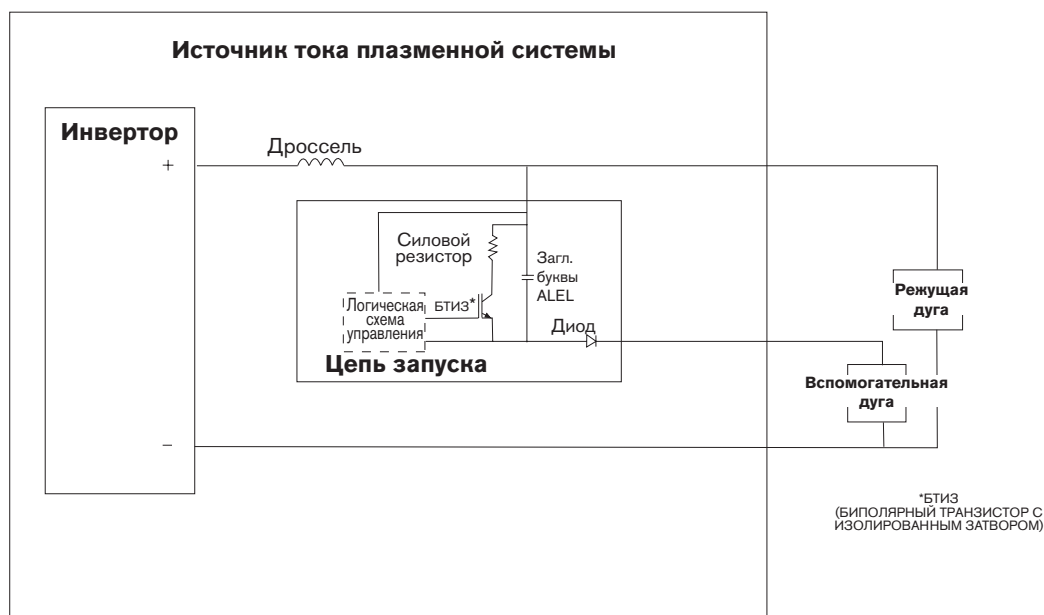 Источник тока плазменной системы
Инвертор
+
Дроссель
Силовой
резистор
Загл.
буквы
ALEL
Логическая
схема
управления
БТИЗ*
Диод
Цепь запуска
Режущая
дуга
Вспомогательная
дуга
–
*БТИЗ
(БИПОЛЯРНЫЙ ТРАНЗИСТОР С
ИЗОЛИРОВАННЫМ ЗАТВОРОМ)